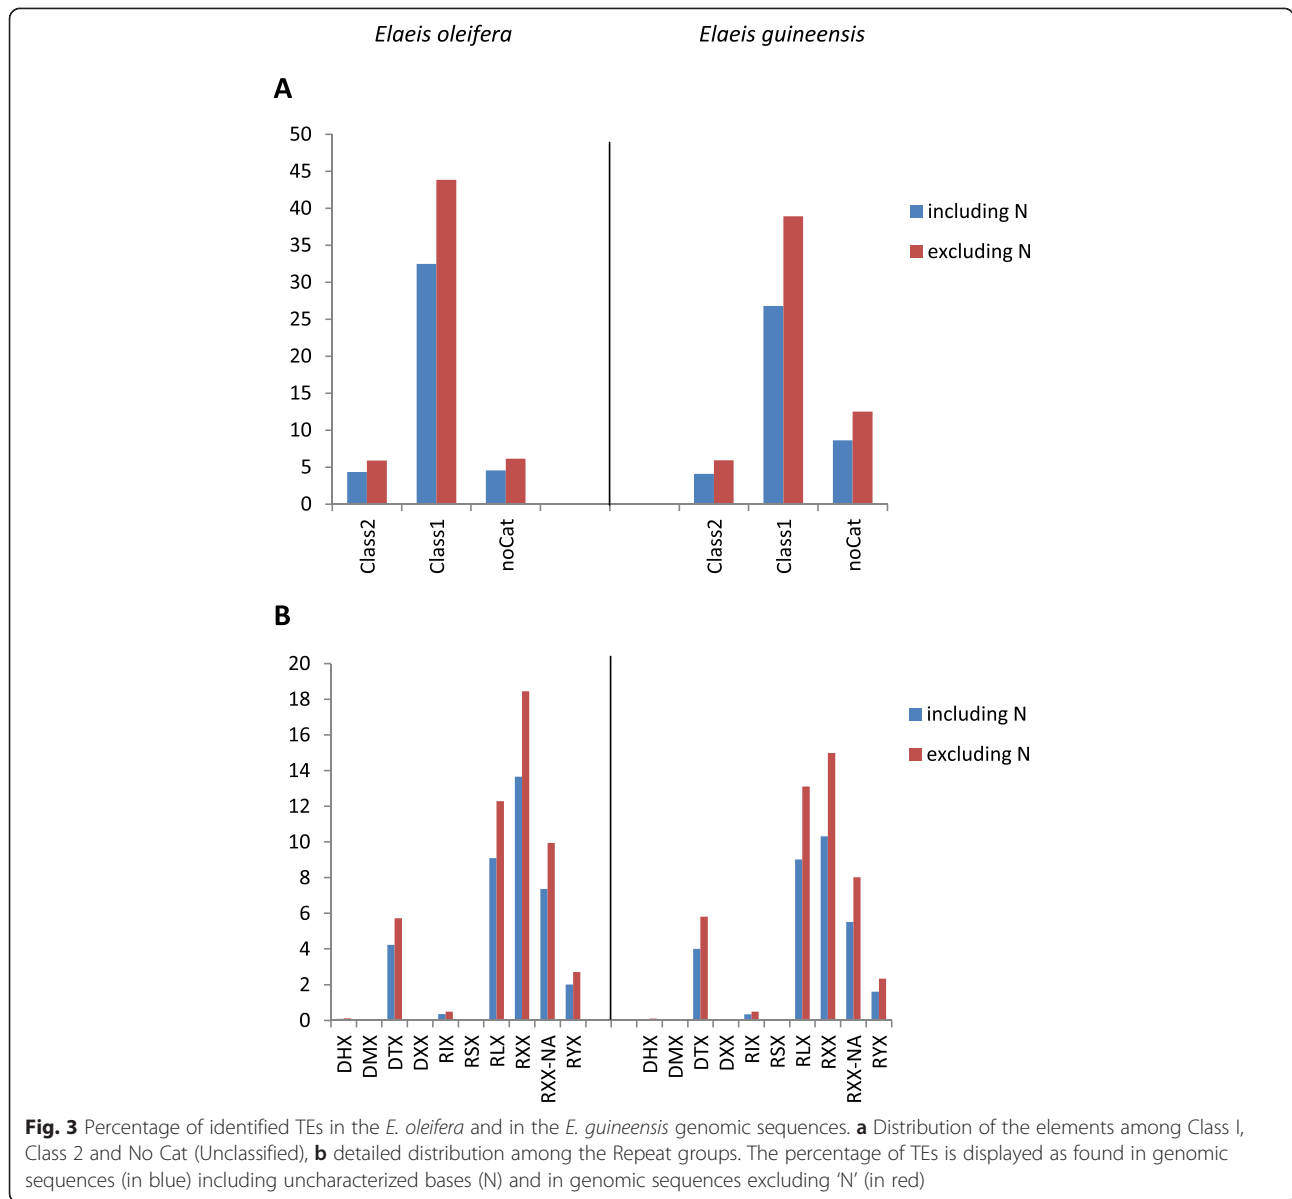 Elaeis oleifera
Elaeis guineensis
A
50
45
40
35
30
25
20
15
10
5
0
Class2
Class1
noCat
Class2
Class1
noCat
including N
excluding N
B
20
18
16
14
12
10
8
6
4
2
0
DHX
DMX
DTX
DXX
RIX
RSX
RLX
RXX
RXX-NA
RYX
DHX
DMX
DTX
DXX
RIX
RSX
RLX
RXX
RXX-NA
RYX
including N
excluding N
Fig. 3 Percentage of identified TEs in the E. oleifera and in the E. guineensis genomic sequences. a Distribution of the elements among Class I,
Class 2 and No Cat (Unclassified), b detailed distribution among the Repeat groups. The percentage of TEs is displayed as found in genomic
sequences (in blue) including uncharacterized bases (N) and in genomic sequences excluding ‘N’ (in red)